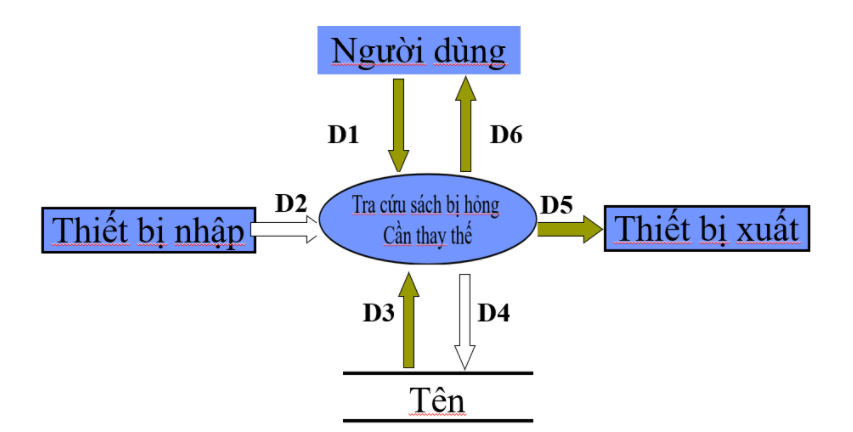 Người dùng
D1
D6
Thiết bị nhập
D2
Tra cứu sách bị hỏng
Cần thay thế
D5
Thiết bị xuất
D3
D4
Tên